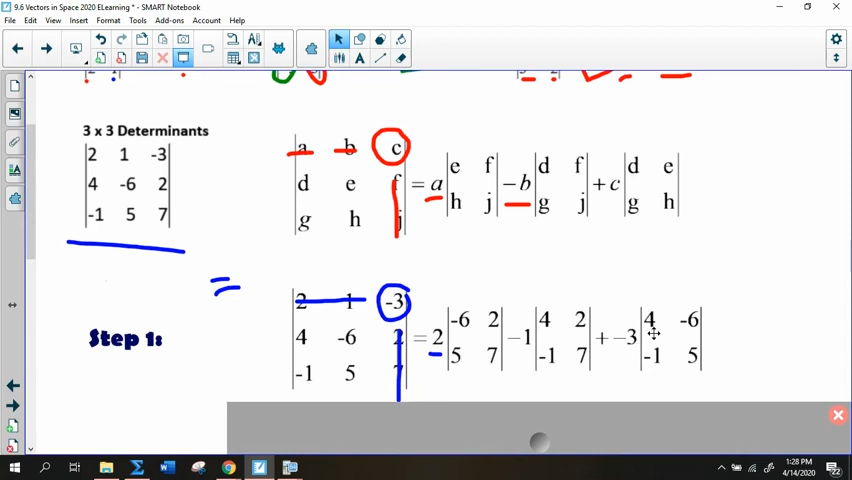 9.6 Vectors in Space 2020 ELearning * - SMART Notebook
File Edit View Insert Format Tools Add-ons Account Help
3 x 3 Determinants
|2 1 -3|
|4 -6 2|
|-1 5 7|
|a b c|
|d e f|
|g h j|
= a |e f| - b |d f| + c |d e|
|h j| |g j| |g h|
=
Step 1:
|2 1 -3|
|4 -6 2|
|-1 5 7|
= 2 |-6 2| - 1 |4 2| + -3 |4 -6|
|5 7| |-1 7| |-1 5|
1:28 PM
4/14/2020
22